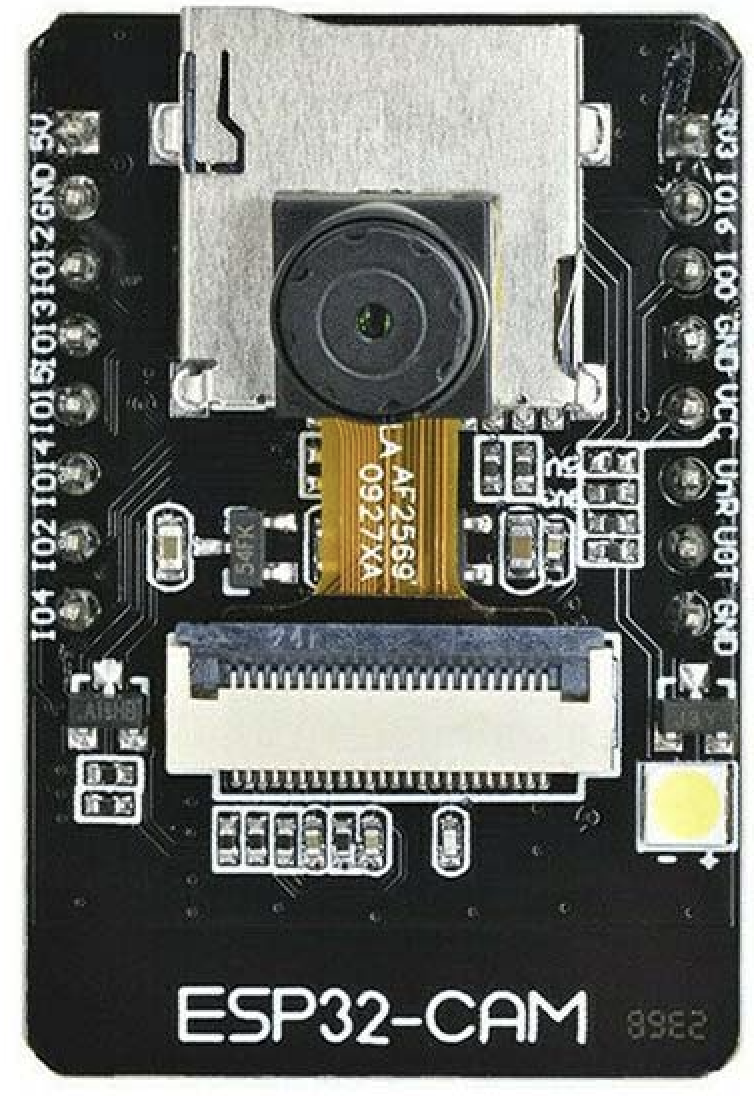 5V
GND
IO12
IO13
IO15
IO14
IO2
IO4
3V3
IO16
IO0
GND
VCC
U0R
U0T
GND
LA AF2569
0927XA
- +
ESP32-CAM